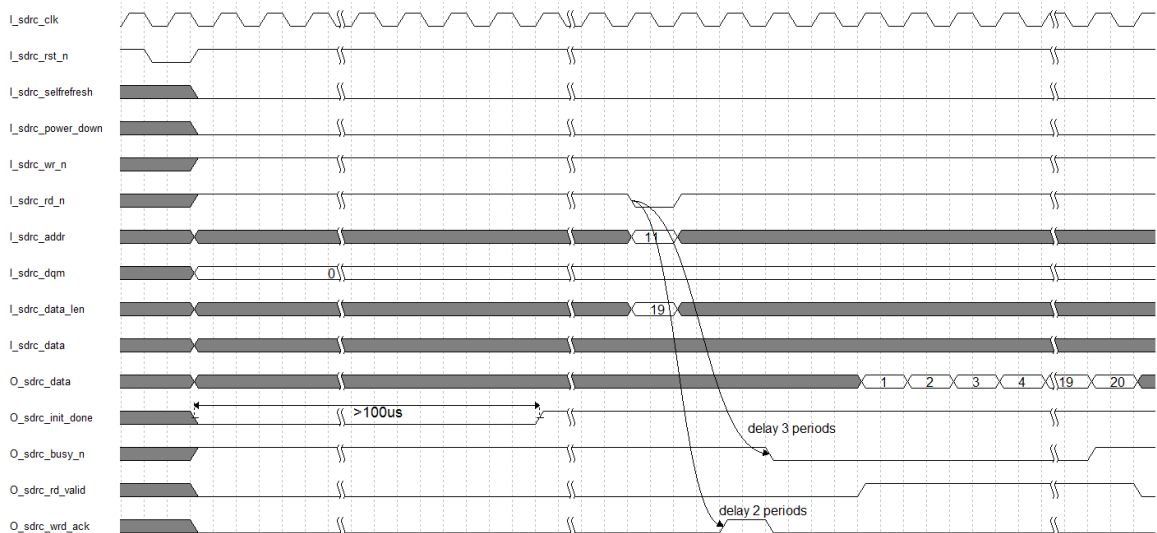 I_sdrc_clk
I_sdrc_rst_n
I_sdrc_selfrefresh
I_sdrc_power_down
I_sdrc_wr_n
I_sdrc_rd_n
I_sdrc_addr 11
I_sdrc_dqm 0
I_sdrc_data_len 19
I_sdrc_data
O_sdrc_data 1 2 3 4 19 20
O_sdrc_init_done >100us
delay 3 periods
O_sdrc_busy_n
O_sdrc_rd_valid
delay 2 periods
O_sdrc_wrd_ack